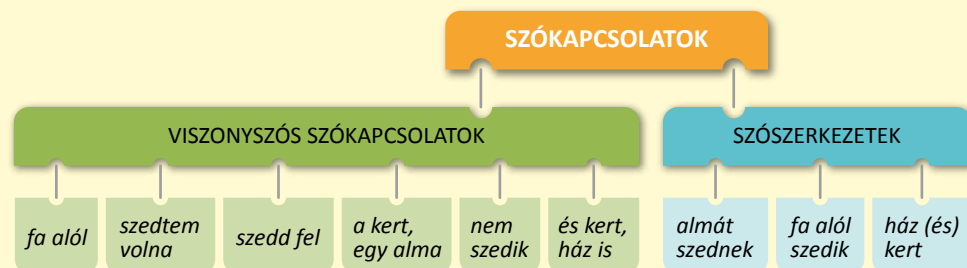 SZÓKAPCSOLATOK
VISZONYSZÓS SZÓKAPCSOLATOK
SZÓSZERKEZETEK
fa alól
szedtem
volna
szedd fel
a kert,
egy alma
nem
szedik
és kert,
ház is
almát
szednek
fa alól
szedik
ház (és)
kert